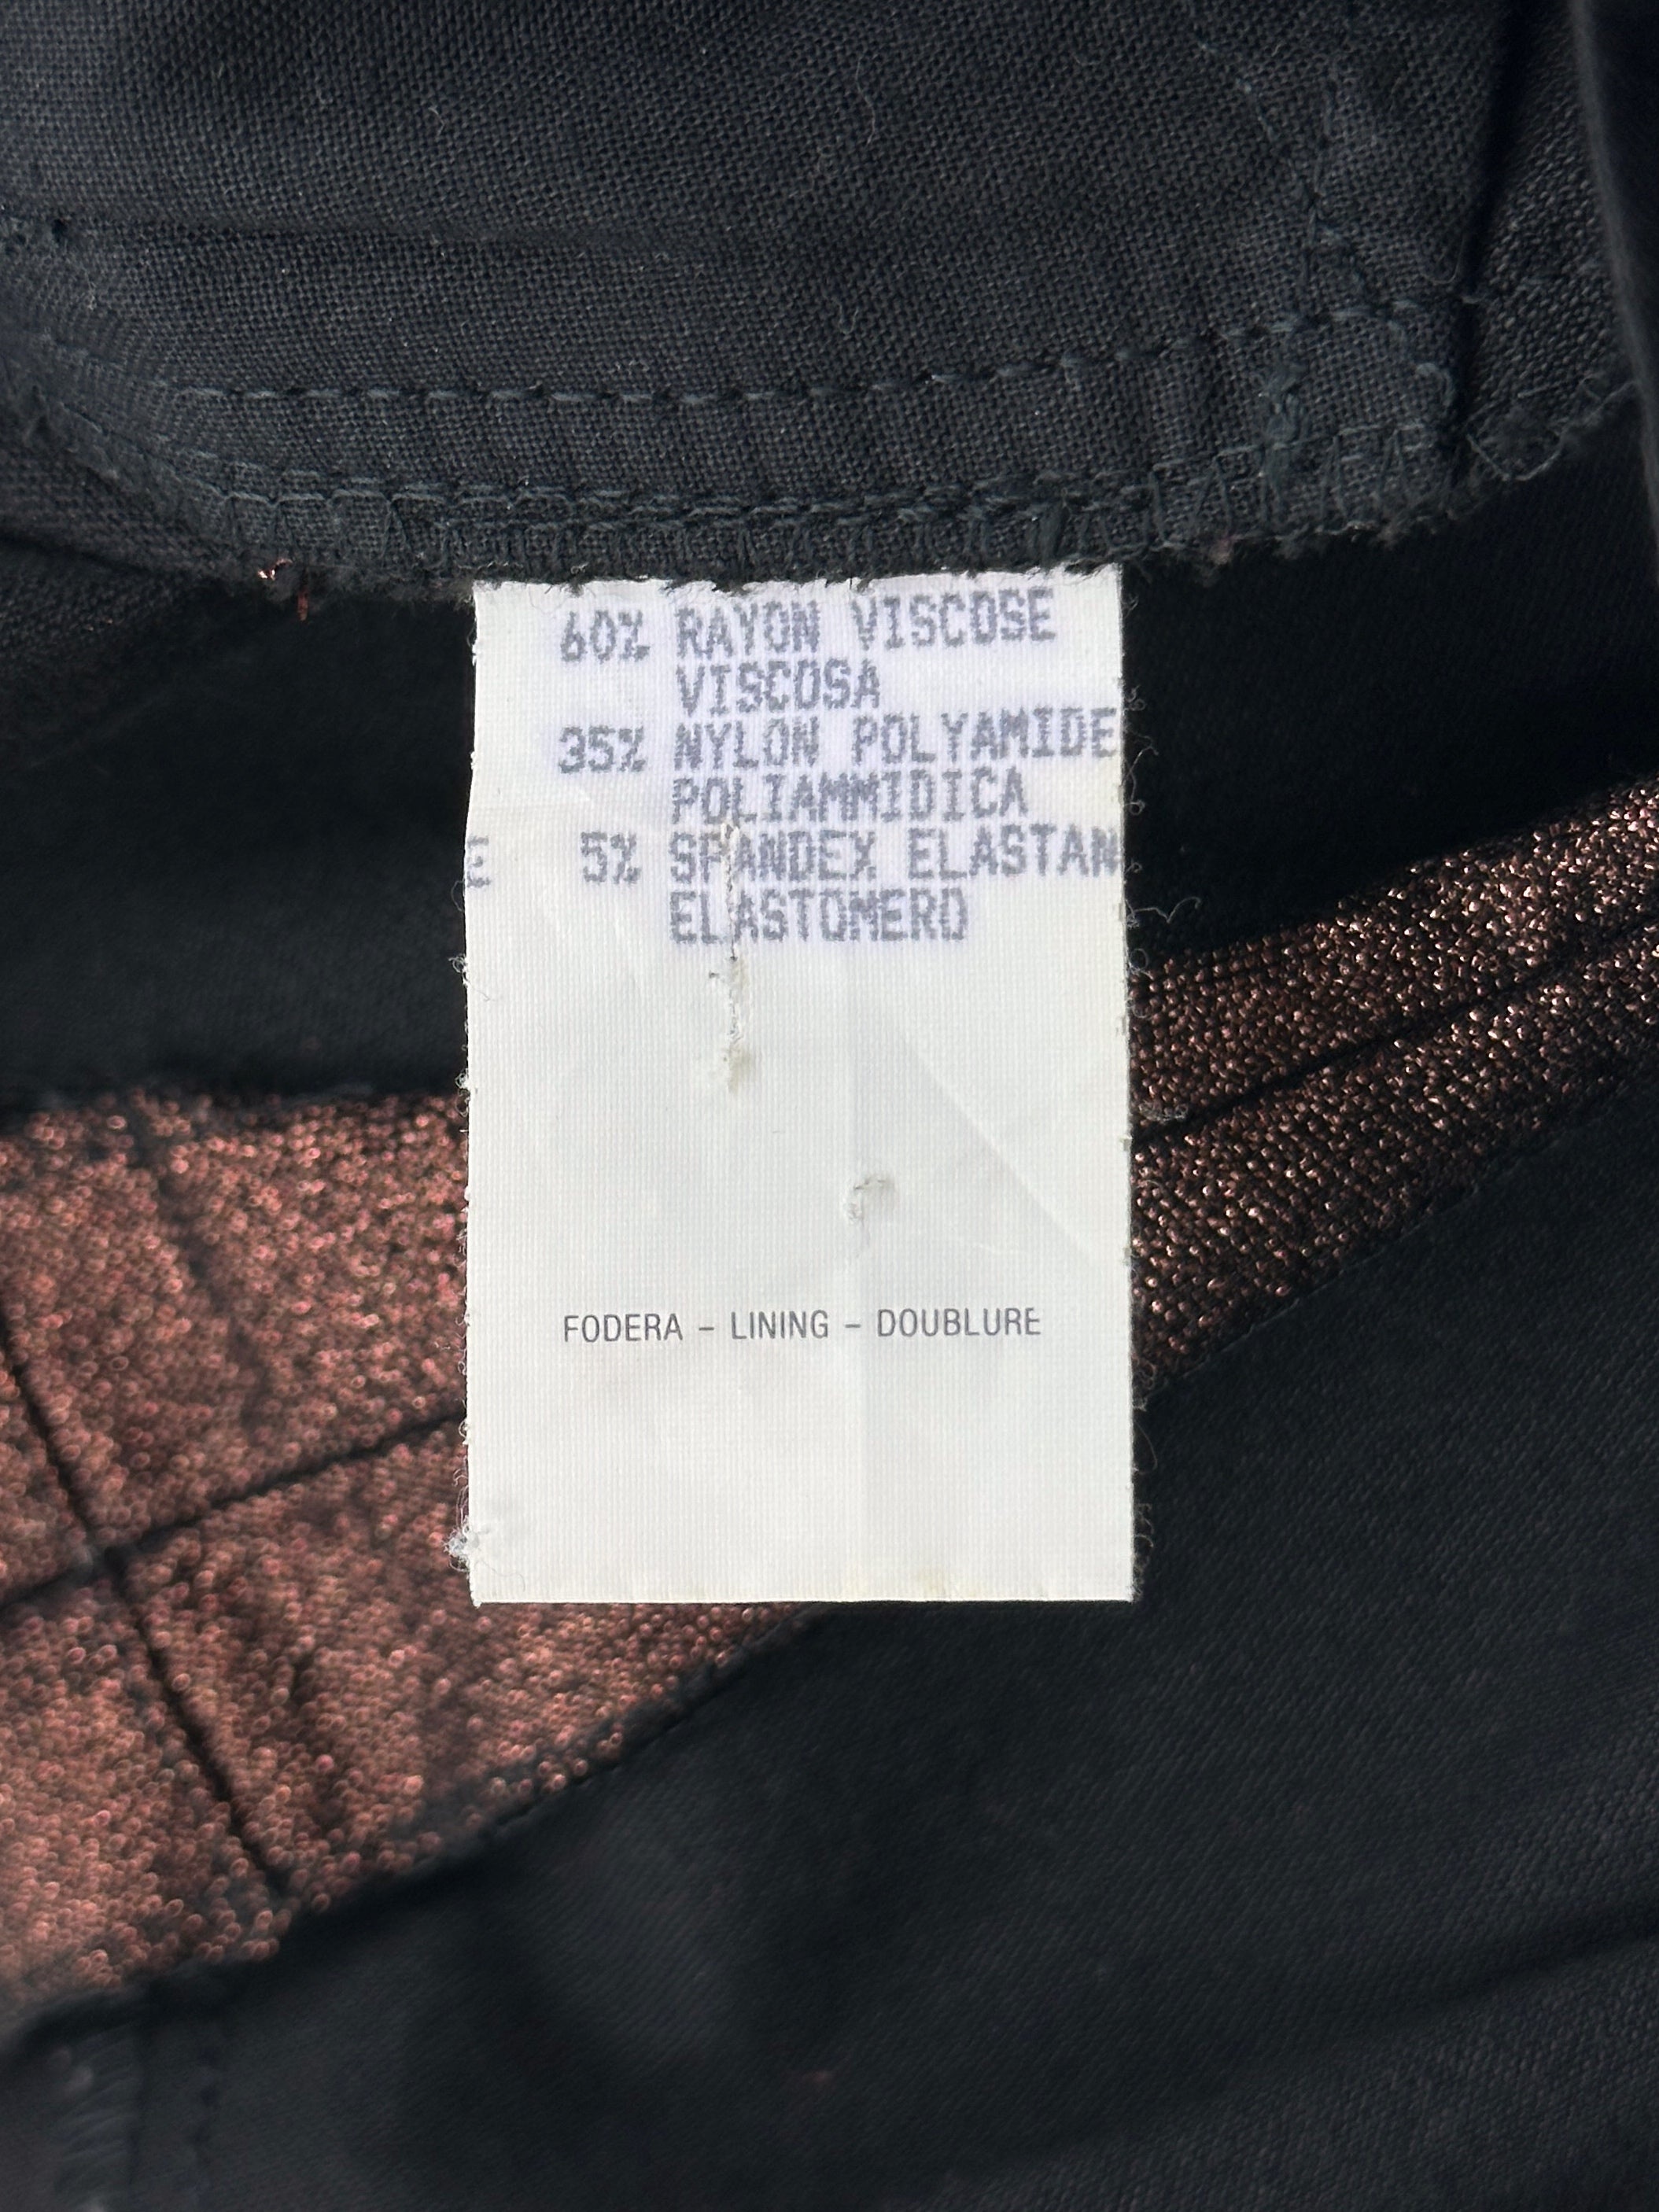 60% RAYON VISCOSE
VISCOSA
35% NYLON POLYAMIDE
POLIAMMIDICA
E 5% SPANDEX ELASTAN
ELASTOMERO
FODERA – LINING – DOUBLURE